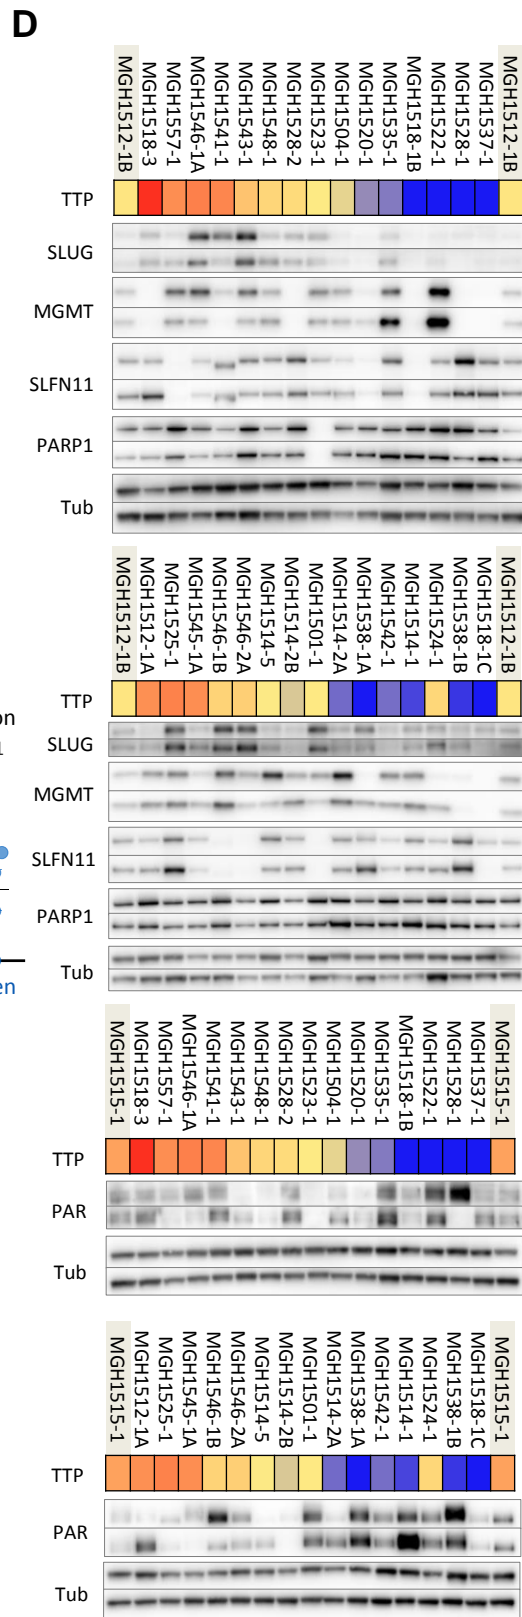 D
MGH1512-1B
MGH1518-3
MGH1557-1
MGH1546-1A
MGH1541-1
MGH1543-1
MGH1548-1
MGH1528-2
MGH1523-1
MGH1504-1
MGH1520-1
MGH1535-1
MGH1518-1B
MGH1522-1
MGH1528-1
MGH1537-1
MGH1512-1B
TTP
SLUG
MGMT
SLFN11
PARP1
Tub
MGH1512-1B
MGH1512-1A
MGH1525-1
MGH1545-1A
MGH1546-1B
MGH1546-2A
MGH1514-5
MGH1514-2B
MGH1501-1
MGH1514-2A
MGH1538-1A
MGH1542-1
MGH1514-1
MGH1524-1
MGH1538-1B
MGH1518-1C
MGH1512-1B
TTP
on
1
SLUG
MGMT
SLFN11
PARP1
Tub
en
MGH1515-1
MGH1518-3
MGH1557-1
MGH1546-1A
MGH1541-1
MGH1543-1
MGH1548-1
MGH1528-2
MGH1523-1
MGH1504-1
MGH1520-1
MGH1535-1
MGH1518-1B
MGH1522-1
MGH1528-1
MGH1537-1
MGH1515-1
TTP
PAR
Tub
MGH1515-1
MGH1512-1A
MGH1525-1
MGH1545-1A
MGH1546-1B
MGH1546-2A
MGH1514-5
MGH1514-2B
MGH1501-1
MGH1514-2A
MGH1538-1A
MGH1542-1
MGH1514-1
MGH1524-1
MGH1538-1B
MGH1518-1C
MGH1515-1
TTP
PAR
Tub